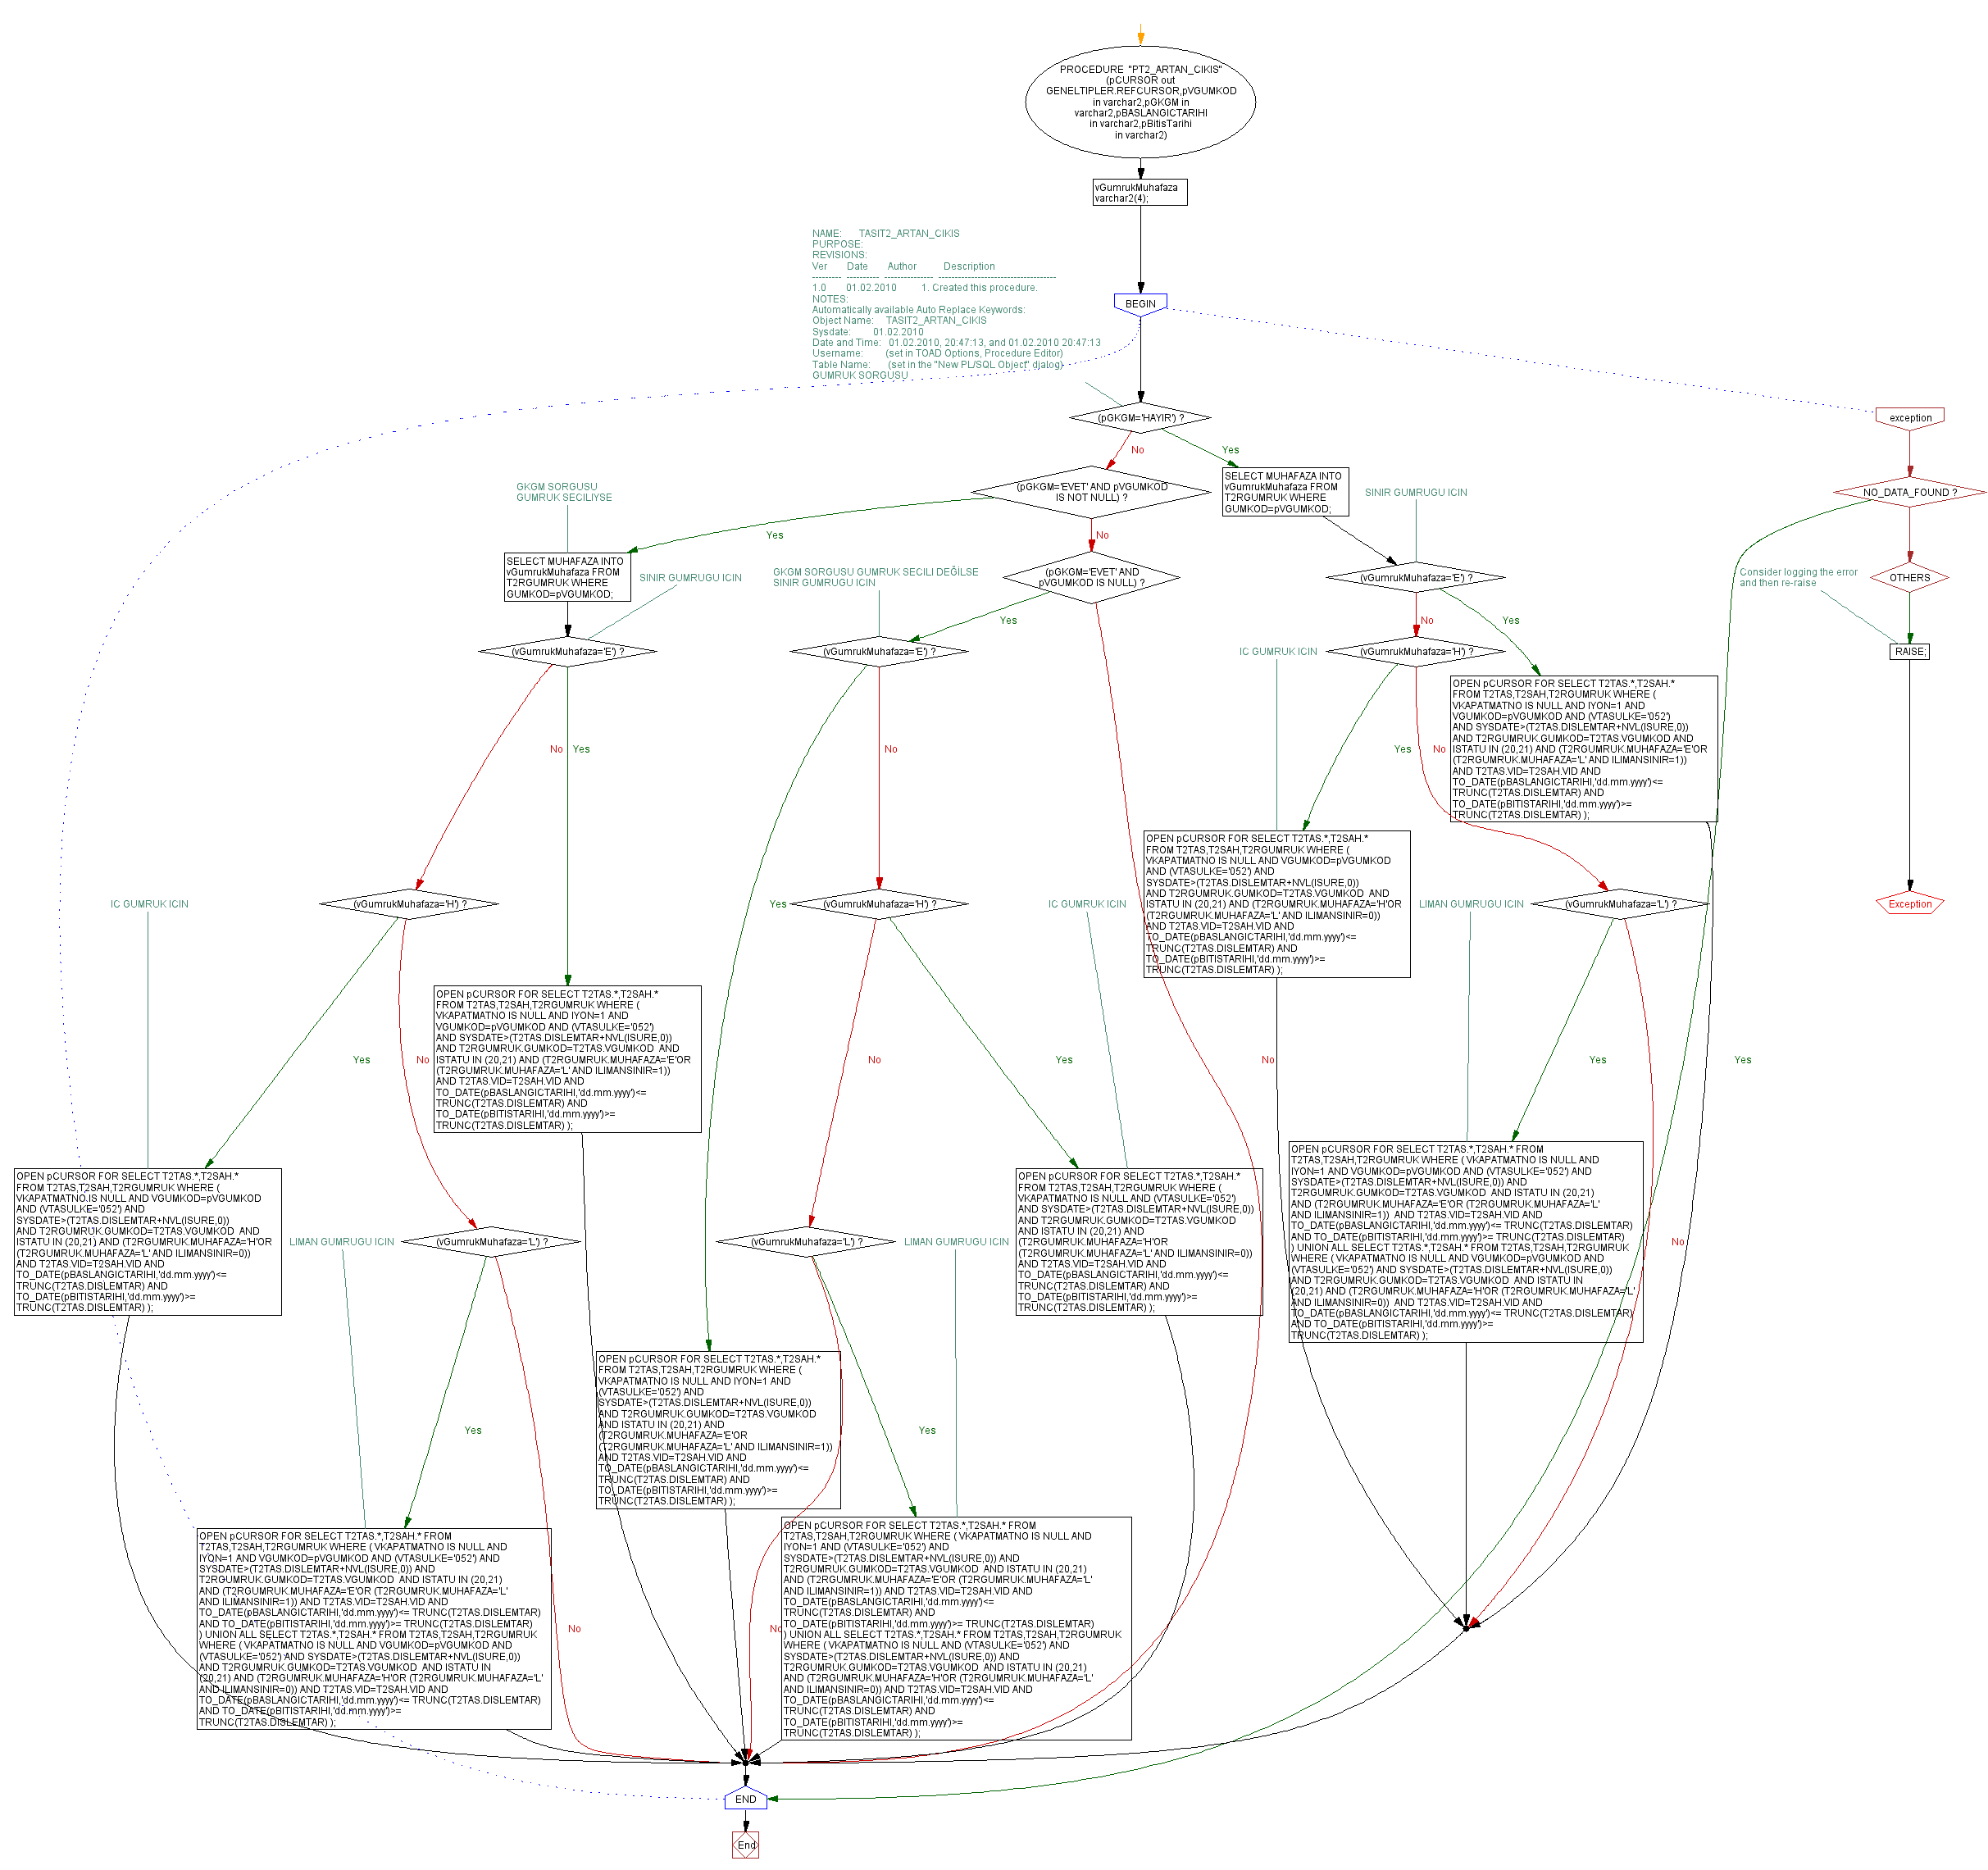 PROCEDURE "PT2_ARTAN_CIKIS"
(pCURSOR out
GENELTIPLER.REFCURSOR,pVGUMKOD
in varchar2,pGKGM in
varchar2,pBASLANGICTARIHI
in varchar2,pBitisTarihi
in varchar2)
vGumrukMuhafaza
varchar2(4);
NAME: TASIT2_ARTAN_CIKIS
PURPOSE:
REVISIONS:
Ver Date Author Description
--------- ---------- --------------- ------------------------------------
1.0 01.02.2010 1. Created this procedure.
NOTES:
Automatically available Auto Replace Keywords:
Object Name: TASIT2_ARTAN_CIKIS
Sysdate: 01.02.2010
Date and Time: 01.02.2010, 20:47:13, and 01.02.2010 20:47:13
Username: (set in TOAD Options, Procedure Editor)
Table Name: (set in the "New PL/SQL Object" dialog)
GUMRUK SORGUSU
BEGIN
(pGKGM='HAYIR') ?
exception
No
Yes
GKGM SORGUSU
GUMRUK SECILIYSE
(pGKGM='EVET' AND pVGUMKOD
IS NOT NULL) ?
SELECT MUHAFAZA INTO
vGumrukMuhafaza FROM
T2RGUMRUK WHERE
GUMKOD=pVGUMKOD;
SINIR GUMRUGU ICIN
NO_DATA_FOUND ?
Yes
No
SELECT MUHAFAZA INTO
vGumrukMuhafaza FROM
T2RGUMRUK WHERE
GUMKOD=pVGUMKOD;
SINIR GUMRUGU ICIN
GKGM SORGUSU GUMRUK SECILI DEĞİLSE
SINIR GUMRUGU ICIN
(pGKGM='EVET' AND
pVGUMKOD IS NULL) ?
(vGumrukMuhafaza='E') ?
Consider logging the error
and then re-raise
OTHERS
Yes
No
Yes
(vGumrukMuhafaza='E') ?
(vGumrukMuhafaza='E') ?
IC GUMRUK ICIN
(vGumrukMuhafaza='H') ?
RAISE;
OPEN pCURSOR FOR SELECT T2TAS.*,T2SAH.*
FROM T2TAS,T2SAH,T2RGUMRUK WHERE (
VKAPATMATNO IS NULL AND IYON=1 AND
VGUMKOD=pVGUMKOD AND (VTASULKE='052')
AND SYSDATE>(T2TAS.DISLEMTAR+NVL(ISURE,0))
AND T2RGUMRUK.GUMKOD=T2TAS.VGUMKOD AND
ISTATU IN (20,21) AND (T2RGUMRUK.MUHAFAZA='E'OR
(T2RGUMRUK.MUHAFAZA='L' AND ILIMANSINIR=1))
AND T2TAS.VID=T2SAH.VID AND
TO_DATE(pBASLANGICTARIHI,'dd.mm.yyyy')<=
TRUNC(T2TAS.DISLEMTAR) AND
TO_DATE(pBITISTARIHI,'dd.mm.yyyy')>=
TRUNC(T2TAS.DISLEMTAR) );
No
Yes
No
Yes
No
OPEN pCURSOR FOR SELECT T2TAS.*,T2SAH.*
FROM T2TAS,T2SAH,T2RGUMRUK WHERE (
VKAPATMATNO IS NULL AND VGUMKOD=pVGUMKOD
AND (VTASULKE='052') AND
SYSDATE>(T2TAS.DISLEMTAR+NVL(ISURE,0))
AND T2RGUMRUK.GUMKOD=T2TAS.VGUMKOD AND
ISTATU IN (20,21) AND (T2RGUMRUK.MUHAFAZA='H'OR
(T2RGUMRUK.MUHAFAZA='L' AND ILIMANSINIR=0))
AND T2TAS.VID=T2SAH.VID AND
TO_DATE(pBASLANGICTARIHI,'dd.mm.yyyy')<=
TRUNC(T2TAS.DISLEMTAR) AND
TO_DATE(pBITISTARIHI,'dd.mm.yyyy')>=
TRUNC(T2TAS.DISLEMTAR) );
IC GUMRUK ICIN
(vGumrukMuhafaza='H') ?
Yes
(vGumrukMuhafaza='H') ?
IC GUMRUK ICIN
LIMAN GUMRUGU ICIN
(vGumrukMuhafaza='L') ?
Exception
OPEN pCURSOR FOR SELECT T2TAS.*,T2SAH.*
FROM T2TAS,T2SAH,T2RGUMRUK WHERE (
VKAPATMATNO IS NULL AND IYON=1 AND
VGUMKOD=pVGUMKOD AND (VTASULKE='052')
AND SYSDATE>(T2TAS.DISLEMTAR+NVL(ISURE,0))
AND T2RGUMRUK.GUMKOD=T2TAS.VGUMKOD AND
ISTATU IN (20,21) AND (T2RGUMRUK.MUHAFAZA='E'OR
(T2RGUMRUK.MUHAFAZA='L' AND ILIMANSINIR=1))
AND T2TAS.VID=T2SAH.VID AND
TO_DATE(pBASLANGICTARIHI,'dd.mm.yyyy')<=
TRUNC(T2TAS.DISLEMTAR) AND
TO_DATE(pBITISTARIHI,'dd.mm.yyyy')>=
TRUNC(T2TAS.DISLEMTAR) );
Yes
No
No
Yes
No
Yes
Yes
OPEN pCURSOR FOR SELECT T2TAS.*,T2SAH.*
FROM T2TAS,T2SAH,T2RGUMRUK WHERE (
VKAPATMATNO IS NULL AND VGUMKOD=pVGUMKOD
AND (VTASULKE='052') AND
SYSDATE>(T2TAS.DISLEMTAR+NVL(ISURE,0))
AND T2RGUMRUK.GUMKOD=T2TAS.VGUMKOD AND
ISTATU IN (20,21) AND (T2RGUMRUK.MUHAFAZA='H'OR
(T2RGUMRUK.MUHAFAZA='L' AND ILIMANSINIR=0))
AND T2TAS.VID=T2SAH.VID AND
TO_DATE(pBASLANGICTARIHI,'dd.mm.yyyy')<=
TRUNC(T2TAS.DISLEMTAR) AND
TO_DATE(pBITISTARIHI,'dd.mm.yyyy')>=
TRUNC(T2TAS.DISLEMTAR) );
LIMAN GUMRUGU ICIN
(vGumrukMuhafaza='L') ?
(vGumrukMuhafaza='L') ?
LIMAN GUMRUGU ICIN
OPEN pCURSOR FOR SELECT T2TAS.*,T2SAH.*
FROM T2TAS,T2SAH,T2RGUMRUK WHERE (
VKAPATMATNO IS NULL AND (VTASULKE='052')
AND SYSDATE>(T2TAS.DISLEMTAR+NVL(ISURE,0))
AND T2RGUMRUK.GUMKOD=T2TAS.VGUMKOD
AND ISTATU IN (20,21) AND
(T2RGUMRUK.MUHAFAZA='H'OR
(T2RGUMRUK.MUHAFAZA='L' AND ILIMANSINIR=0))
AND T2TAS.VID=T2SAH.VID AND
TO_DATE(pBASLANGICTARIHI,'dd.mm.yyyy')<=
TRUNC(T2TAS.DISLEMTAR) AND
TO_DATE(pBITISTARIHI,'dd.mm.yyyy')>=
TRUNC(T2TAS.DISLEMTAR) );
OPEN pCURSOR FOR SELECT T2TAS.*,T2SAH.* FROM
T2TAS,T2SAH,T2RGUMRUK WHERE ( VKAPATMATNO IS NULL AND
IYON=1 AND VGUMKOD=pVGUMKOD AND (VTASULKE='052') AND
SYSDATE>(T2TAS.DISLEMTAR+NVL(ISURE,0)) AND
T2RGUMRUK.GUMKOD=T2TAS.VGUMKOD AND ISTATU IN (20,21)
AND (T2RGUMRUK.MUHAFAZA='E'OR (T2RGUMRUK.MUHAFAZA='L'
AND ILIMANSINIR=1)) AND T2TAS.VID=T2SAH.VID AND
TO_DATE(pBASLANGICTARIHI,'dd.mm.yyyy')<= TRUNC(T2TAS.DISLEMTAR)
AND TO_DATE(pBITISTARIHI,'dd.mm.yyyy')>= TRUNC(T2TAS.DISLEMTAR)
) UNION ALL SELECT T2TAS.*,T2SAH.* FROM T2TAS,T2SAH,T2RGUMRUK
WHERE ( VKAPATMATNO IS NULL AND VGUMKOD=pVGUMKOD AND
(VTASULKE='052') AND SYSDATE>(T2TAS.DISLEMTAR+NVL(ISURE,0))
AND T2RGUMRUK.GUMKOD=T2TAS.VGUMKOD AND ISTATU IN
(20,21) AND (T2RGUMRUK.MUHAFAZA='H'OR (T2RGUMRUK.MUHAFAZA='L'
AND ILIMANSINIR=0)) AND T2TAS.VID=T2SAH.VID AND
TO_DATE(pBASLANGICTARIHI,'dd.mm.yyyy')<= TRUNC(T2TAS.DISLEMTAR)
AND TO_DATE(pBITISTARIHI,'dd.mm.yyyy')>=
TRUNC(T2TAS.DISLEMTAR) );
No
OPEN pCURSOR FOR SELECT T2TAS.*,T2SAH.*
FROM T2TAS,T2SAH,T2RGUMRUK WHERE (
VKAPATMATNO IS NULL AND IYON=1 AND
(VTASULKE='052') AND
SYSDATE>(T2TAS.DISLEMTAR+NVL(ISURE,0))
AND T2RGUMRUK.GUMKOD=T2TAS.VGUMKOD
AND ISTATU IN (20,21) AND
(T2RGUMRUK.MUHAFAZA='E'OR
(T2RGUMRUK.MUHAFAZA='L' AND ILIMANSINIR=1))
AND T2TAS.VID=T2SAH.VID AND
TO_DATE(pBASLANGICTARIHI,'dd.mm.yyyy')<=
TRUNC(T2TAS.DISLEMTAR) AND
TO_DATE(pBITISTARIHI,'dd.mm.yyyy')>=
TRUNC(T2TAS.DISLEMTAR) );
Yes
Yes
OPEN pCURSOR FOR SELECT T2TAS.*,T2SAH.* FROM
T2TAS,T2SAH,T2RGUMRUK WHERE ( VKAPATMATNO IS NULL AND
IYON=1 AND VGUMKOD=pVGUMKOD AND (VTASULKE='052') AND
SYSDATE>(T2TAS.DISLEMTAR+NVL(ISURE,0)) AND
T2RGUMRUK.GUMKOD=T2TAS.VGUMKOD AND ISTATU IN (20,21)
AND (T2RGUMRUK.MUHAFAZA='E'OR (T2RGUMRUK.MUHAFAZA='L'
AND ILIMANSINIR=1)) AND T2TAS.VID=T2SAH.VID AND
TO_DATE(pBASLANGICTARIHI,'dd.mm.yyyy')<= TRUNC(T2TAS.DISLEMTAR)
AND TO_DATE(pBITISTARIHI,'dd.mm.yyyy')>= TRUNC(T2TAS.DISLEMTAR)
) UNION ALL SELECT T2TAS.*,T2SAH.* FROM T2TAS,T2SAH,T2RGUMRUK
WHERE ( VKAPATMATNO IS NULL AND VGUMKOD=pVGUMKOD AND
(VTASULKE='052') AND SYSDATE>(T2TAS.DISLEMTAR+NVL(ISURE,0))
AND T2RGUMRUK.GUMKOD=T2TAS.VGUMKOD AND ISTATU IN
(20,21) AND (T2RGUMRUK.MUHAFAZA='H'OR (T2RGUMRUK.MUHAFAZA='L'
AND ILIMANSINIR=0)) AND T2TAS.VID=T2SAH.VID AND
TO_DATE(pBASLANGICTARIHI,'dd.mm.yyyy')<= TRUNC(T2TAS.DISLEMTAR)
AND TO_DATE(pBITISTARIHI,'dd.mm.yyyy')>=
TRUNC(T2TAS.DISLEMTAR) );
No
No
OPEN pCURSOR FOR SELECT T2TAS.*,T2SAH.* FROM
T2TAS,T2SAH,T2RGUMRUK WHERE ( VKAPATMATNO IS NULL AND
IYON=1 AND (VTASULKE='052') AND
SYSDATE>(T2TAS.DISLEMTAR+NVL(ISURE,0)) AND
T2RGUMRUK.GUMKOD=T2TAS.VGUMKOD AND ISTATU IN (20,21)
AND (T2RGUMRUK.MUHAFAZA='E'OR (T2RGUMRUK.MUHAFAZA='L'
AND ILIMANSINIR=1)) AND T2TAS.VID=T2SAH.VID AND
TO_DATE(pBASLANGICTARIHI,'dd.mm.yyyy')<=
TRUNC(T2TAS.DISLEMTAR) AND
TO_DATE(pBITISTARIHI,'dd.mm.yyyy')>= TRUNC(T2TAS.DISLEMTAR)
) UNION ALL SELECT T2TAS.*,T2SAH.* FROM T2TAS,T2SAH,T2RGUMRUK
WHERE ( VKAPATMATNO IS NULL AND (VTASULKE='052') AND
SYSDATE>(T2TAS.DISLEMTAR+NVL(ISURE,0)) AND
T2RGUMRUK.GUMKOD=T2TAS.VGUMKOD AND ISTATU IN (20,21)
AND (T2RGUMRUK.MUHAFAZA='H'OR (T2RGUMRUK.MUHAFAZA='L'
AND ILIMANSINIR=0)) AND T2TAS.VID=T2SAH.VID AND
TO_DATE(pBASLANGICTARIHI,'dd.mm.yyyy')<=
TRUNC(T2TAS.DISLEMTAR) AND
TO_DATE(pBITISTARIHI,'dd.mm.yyyy')>=
TRUNC(T2TAS.DISLEMTAR) );
END
End